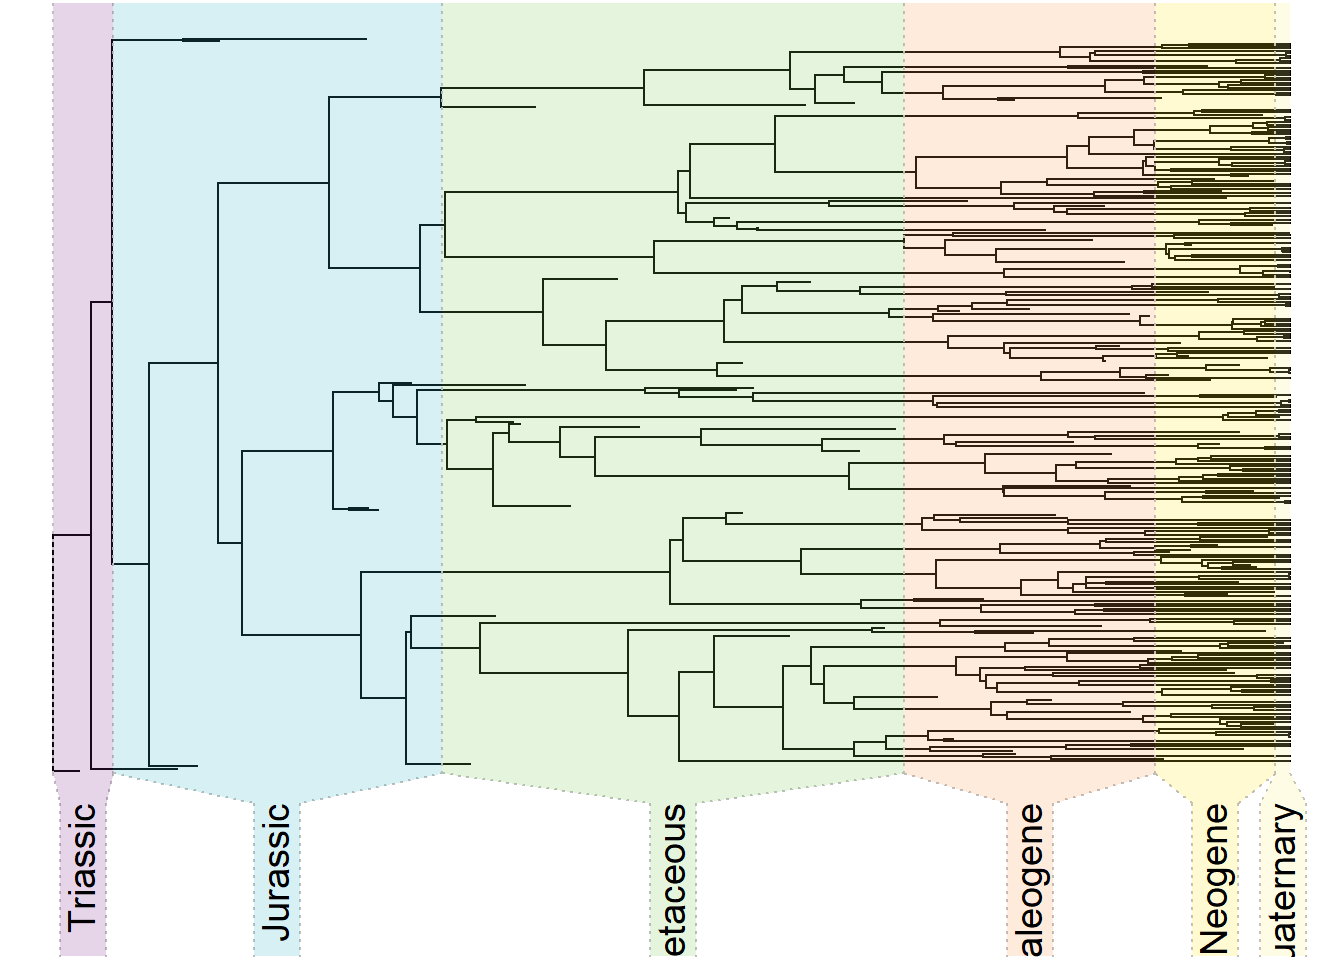 Triassic
Jurassic
etaceous
aleogene
Neogene
uaternary